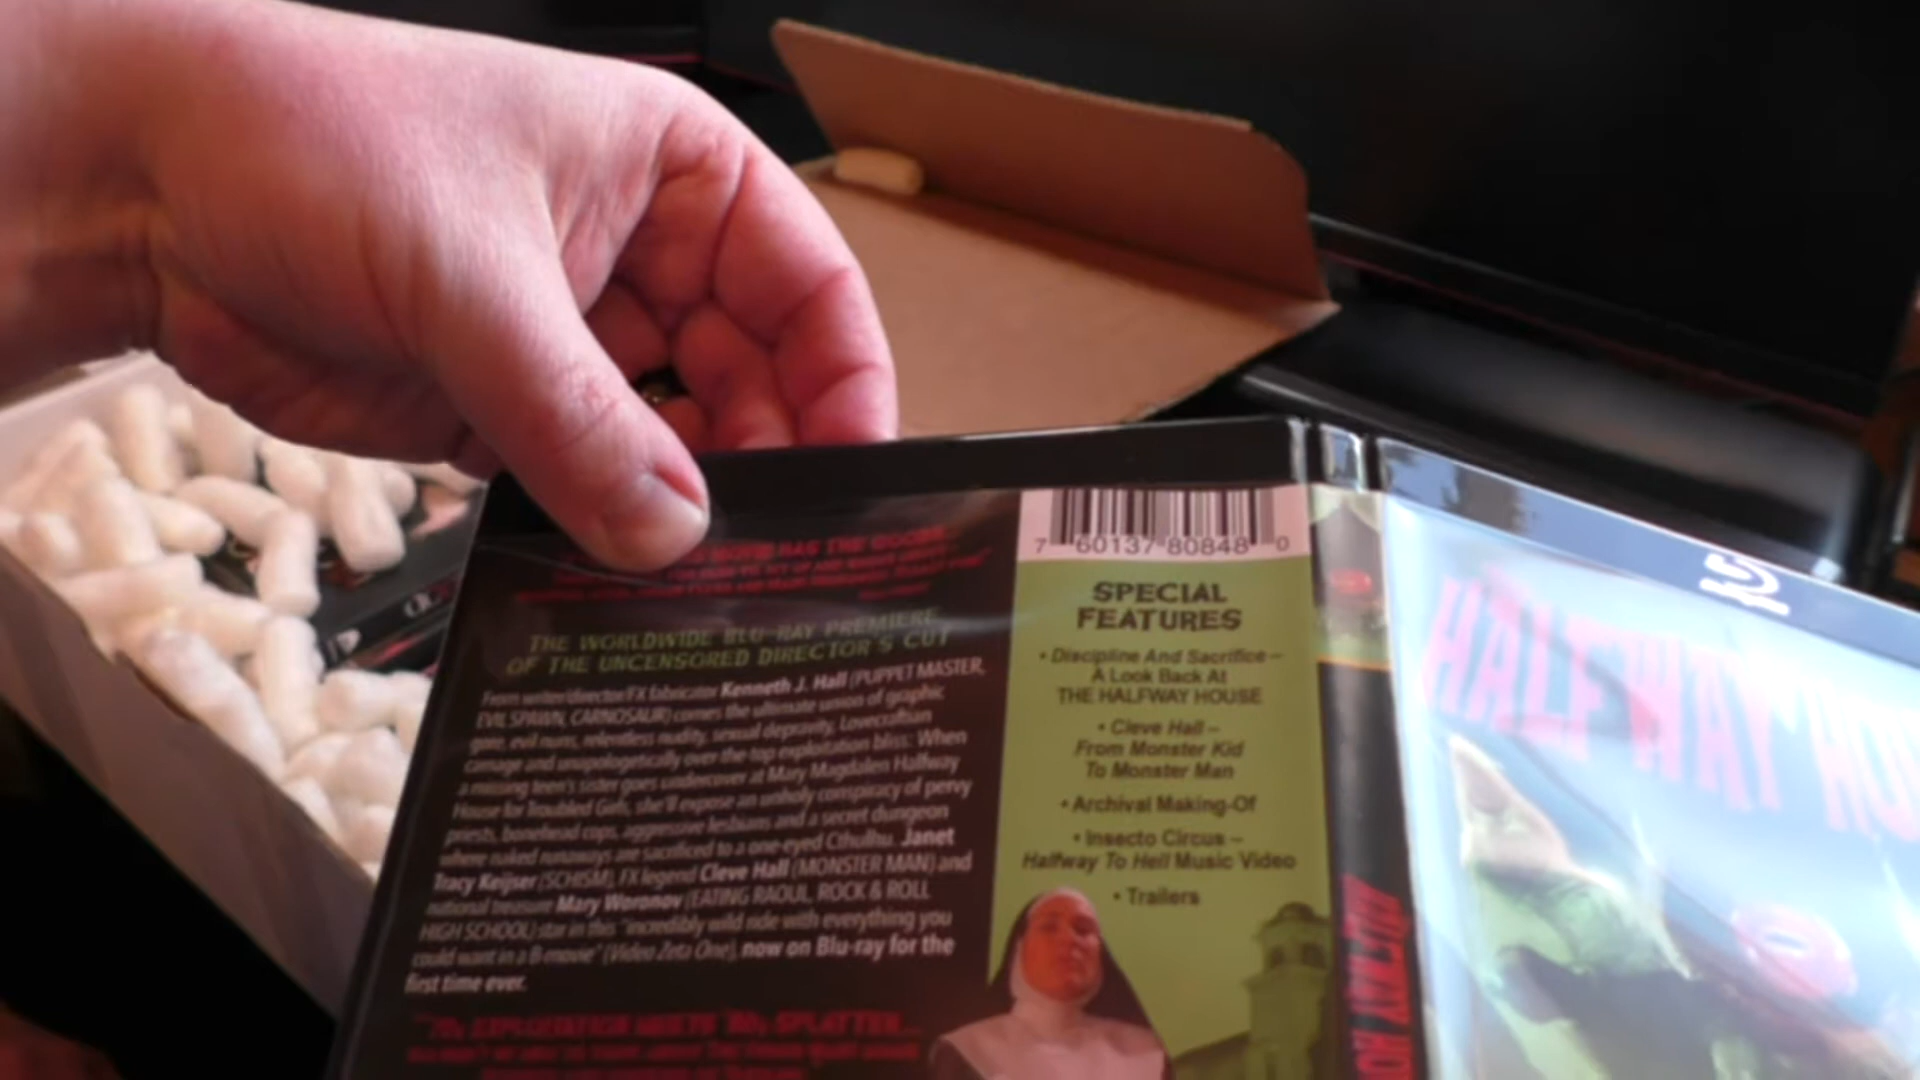 7 60137 80848 0
THE WORLDWIDE BLU-RAY PREMIERE
OF THE UNCENSORED DIRECTOR'S CUT
From writer/director/FX fabricator Kenneth J. Hall (PUPPET MASTER,
EVIL SPAWN, CARNOSAUR) comes the ultimate union of graphic
gore, evil nuns, relentless nudity, sexual depravity, Lovecraftian
carnage and unapologetically over-the-top exploitation bliss: When
a missing teen's sister goes undercover at Mary Magdalen Halfway
House for Troubled Girls, she'll expose an unholy conspiracy of pervy
priests, bonehead cops, aggressive lesbians and a secret dungeon
where naked runaways are sacrificed to a one-eyed Cthulhu. Janet
Tracy Keijser (SCHISM), FX legend Cleve Hall (MONSTER MAN) and
national treasure Mary Woronov (EATING RAOUL, ROCK & ROLL
HIGH SCHOOL) star in this "incredibly wild ride with everything you
could want in a B-movie" (Video Zeta One), now on Blu-ray for the
first time ever.
"'70s EXPLOITATION MEETS '80s SPLATTER...
SPECIAL
FEATURES
• Discipline And Sacrifice –
A Look Back At
THE HALFWAY HOUSE
• Cleve Hall –
From Monster Kid
To Monster Man
• Archival Making-Of
• Insecto Circus –
Halfway To Hell Music Video
• Trailers
HALFWAY HO
HALFWAY HOU